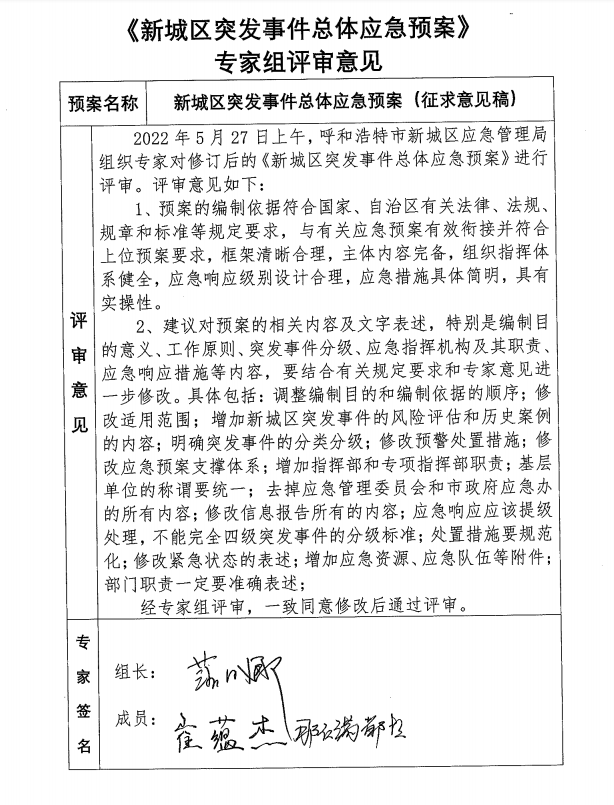 《新城区突发事件总体应急预案》
专家组评审意见
预案名称 新城区突发事件总体应急预案（征求意见稿）
评审意见
2022年5月27日上午，呼和浩特市新城区应急管理局
组织专家对修订后的《新城区突发事件总体应急预案》进行
评审。评审意见如下：
1、预案的编制依据符合国家、自治区有关法律、法规、
规章和标准等规定要求，与有关应急预案有效衔接并符合
上位预案要求，框架清晰合理，主体内容完备，组织指挥体
系健全，应急响应级别设计合理，应急措施具体简明，具有
实操性。
2、建议对预案的相关内容及文字表述，特别是编制目
的意义、工作原则、突发事件分级、应急指挥机构及其职责、
应急响应措施等内容，要结合有关规定要求和专家意见进
一步修改。具体包括：调整编制目的和编制依据的顺序；修
改适用范围；增加新城区突发事件的风险评估和历史案例
的内容；明确突发事件的分类分级；修改预警处置措施；修
改应急预案支撑体系；增加指挥部和专项指挥部职责；基层
单位的称谓要统一；去掉应急管理委员会和市政府应急办
的所有内容；修改信息报告所有的内容；应急响应应该提级
处理，不能完全四级突发事件的分级标准；处置措施要规范
化；修改紧急状态的表述；增加应急资源、应急队伍等附件；
部门职责一定要准确表述；
经专家组评审，一致同意修改后通过评审。
专家签名
组长：
成员：崔蕴杰